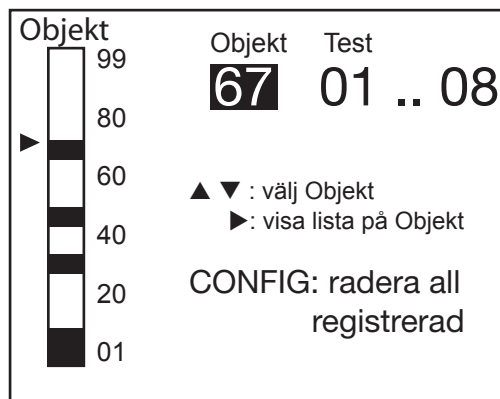 Objekt
99
80
60
40
20
01
Objekt Test
67 01 .. 08
▲ ▼ : välj Objekt
▶: visa lista på Objekt
CONFIG: radera all
registrerad